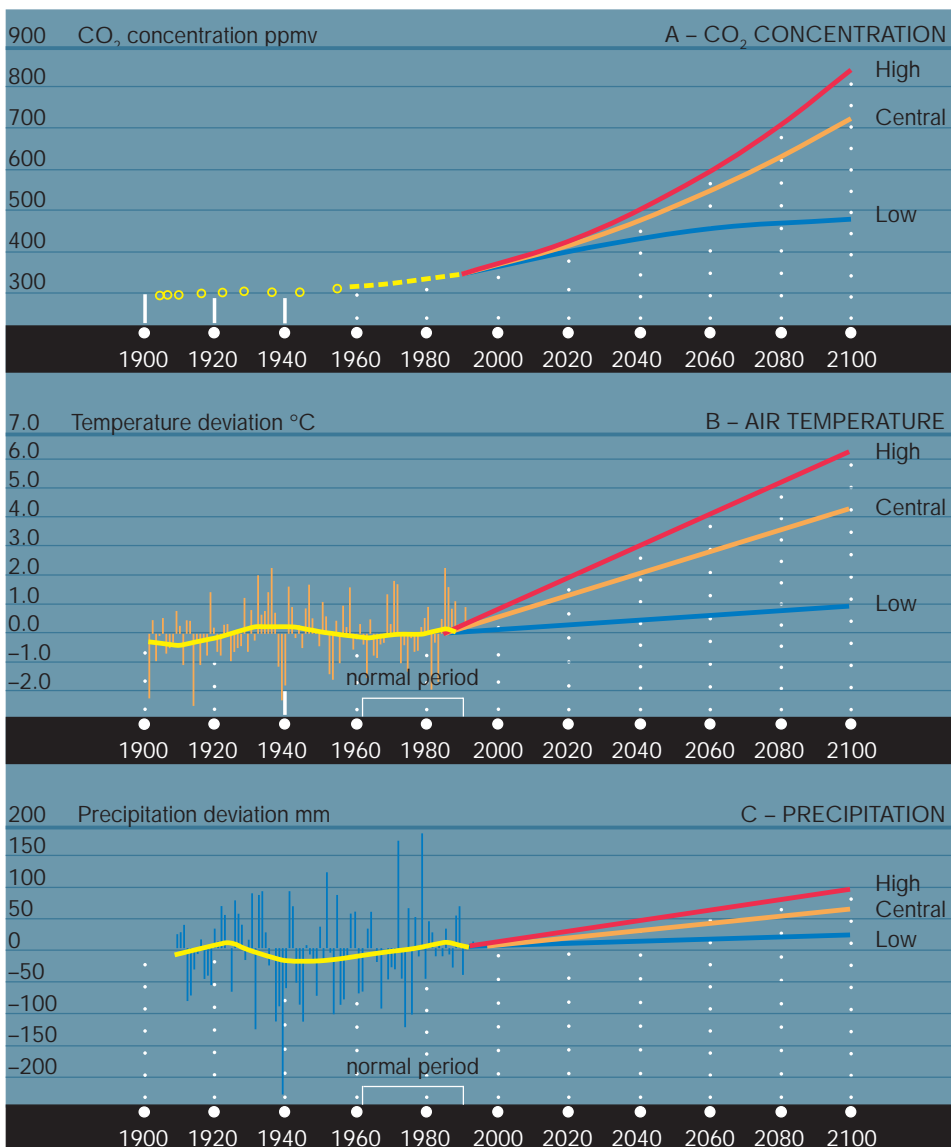 900 CO₂ concentration ppmv A – CO₂ CONCENTRATION
800 High
700 Central
600
500 Low
400
300
1900 1920 1940 1960 1980 2000 2020 2040 2060 2080 2100
7.0 Temperature deviation °C B – AIR TEMPERATURE
6.0 High
5.0
4.0 Central
3.0
2.0
1.0 Low
0.0
–1.0
–2.0 normal period
1900 1920 1940 1960 1980 2000 2020 2040 2060 2080 2100
200 Precipitation deviation mm C – PRECIPITATION
150
100 High
50 Central
0 Low
–50
–100
–150
–200 normal period
1900 1920 1940 1960 1980 2000 2020 2040 2060 2080 2100